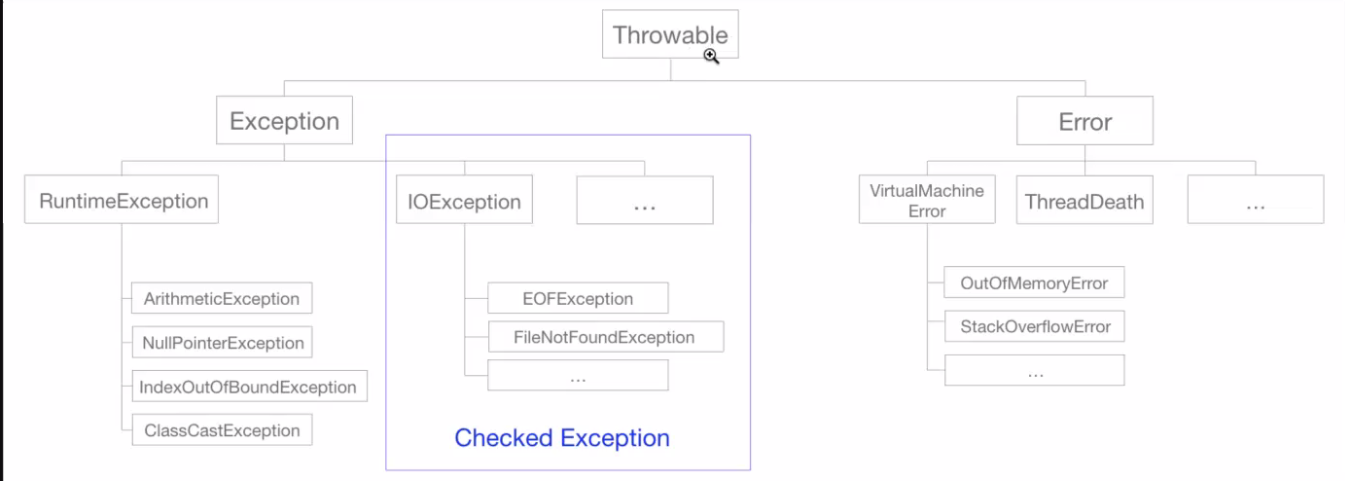 Throwable
Exception
Error
RuntimeException
IOException
...
VirtualMachine
Error
ThreadDeath
...
ArithmeticException
NullPointerException
IndexOutOfBoundException
ClassCastException
EOFException
FileNotFoundException
...
OutOfMemoryError
StackOverflowError
...
Checked Exception